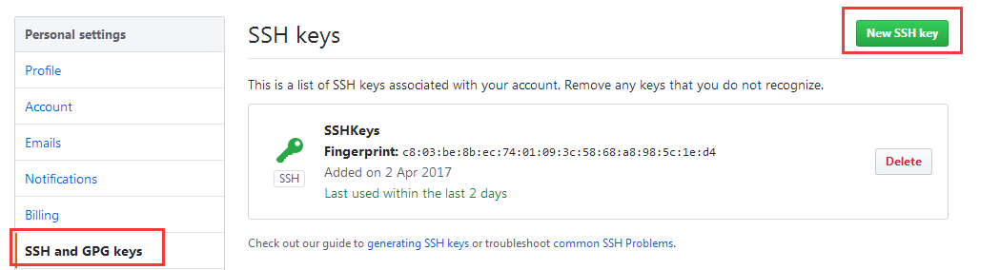 Personal settings
Profile
Account
Emails
Notifications
Billing
SSH and GPG keys
SSH keys
New SSH key
This is a list of SSH keys associated with your account. Remove any keys that you do not recognize.
SSH
SSHKeys
Fingerprint: c8:03:be:8b:ec:74:01:09:3c:58:68:a8:98:5c:1e:d4
Added on 2 Apr 2017
Last used within the last 2 days
Delete
Check out our guide to generating SSH keys or troubleshoot common SSH Problems.